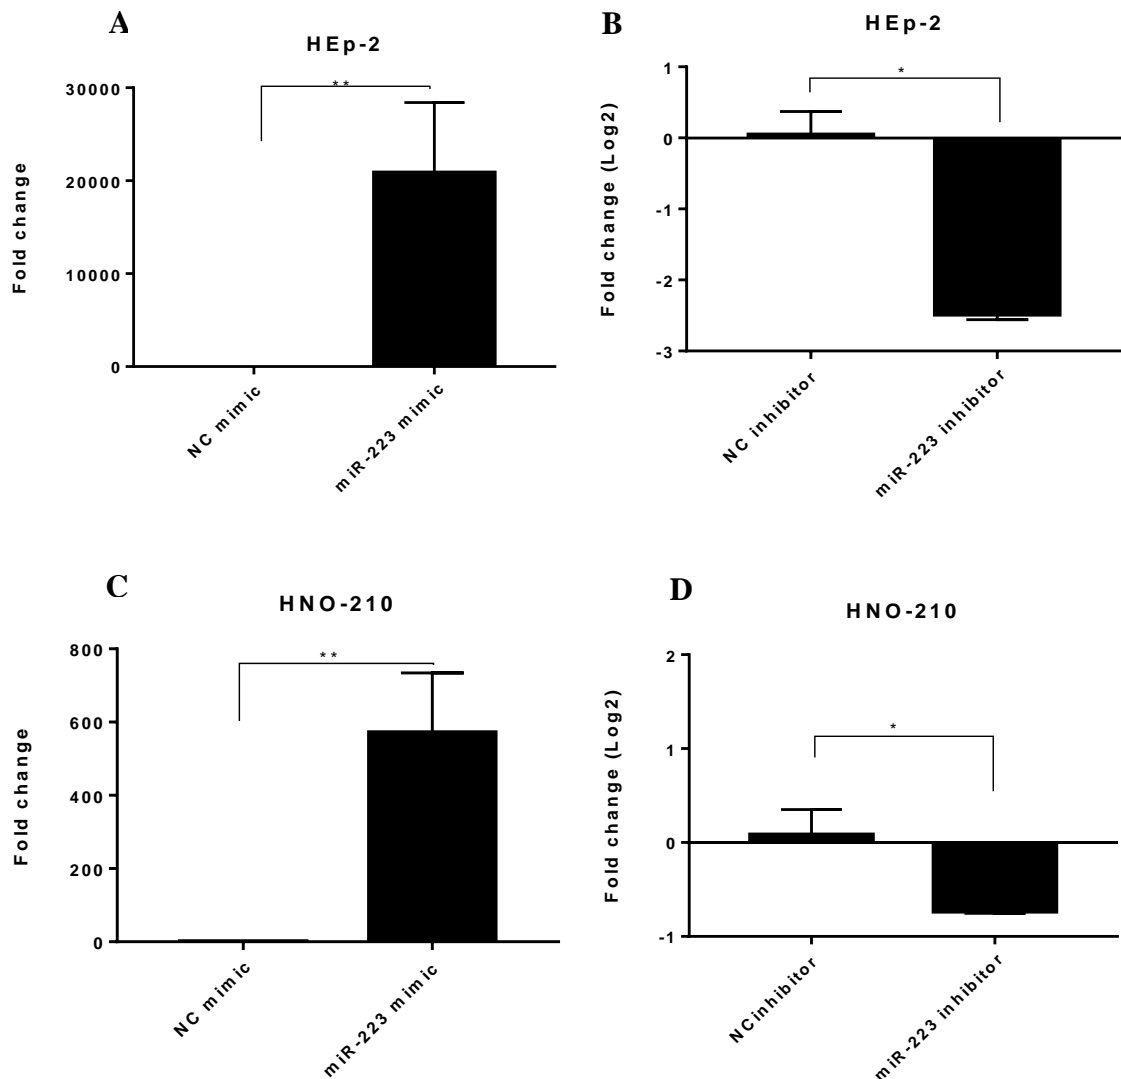 A
HEp-2
Fold change
30000
20000
10000
0
**
NC mimic
miR-223 mimic
B
HEp-2
Fold change (Log2)
1
0
-1
-2
-3
*
NC inhibitor
miR-223 inhibitor
C
HNO-210
Fold change
800
600
400
200
0
**
NC mimic
miR-223 mimic
D
HNO-210
Fold change (Log2)
2
1
0
-1
*
NC inhibitor
miR-223 inhibitor